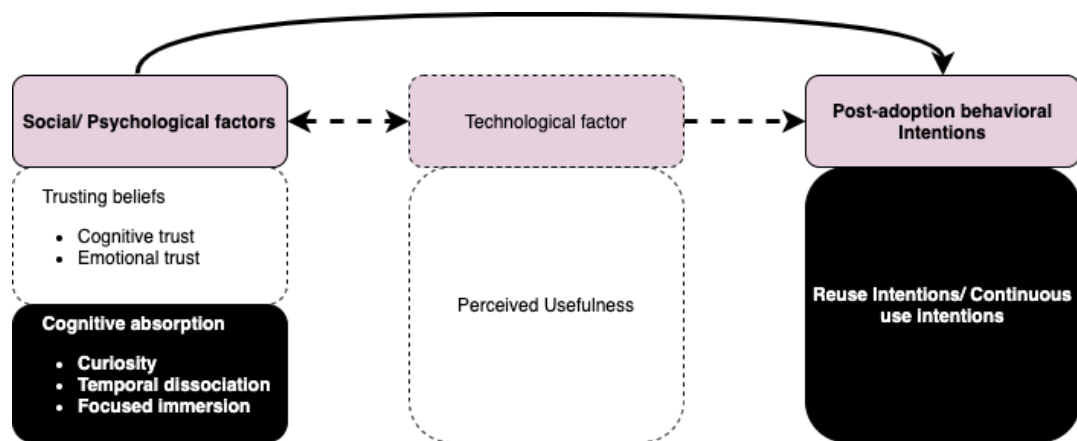 Social/ Psychological factors
Technological factor
Post-adoption behavioral
Intentions
Trusting beliefs
• Cognitive trust
• Emotional trust
Cognitive absorption
• Curiosity
• Temporal dissociation
• Focused immersion
Perceived Usefulness
Reuse Intentions/ Continuous
use intentions